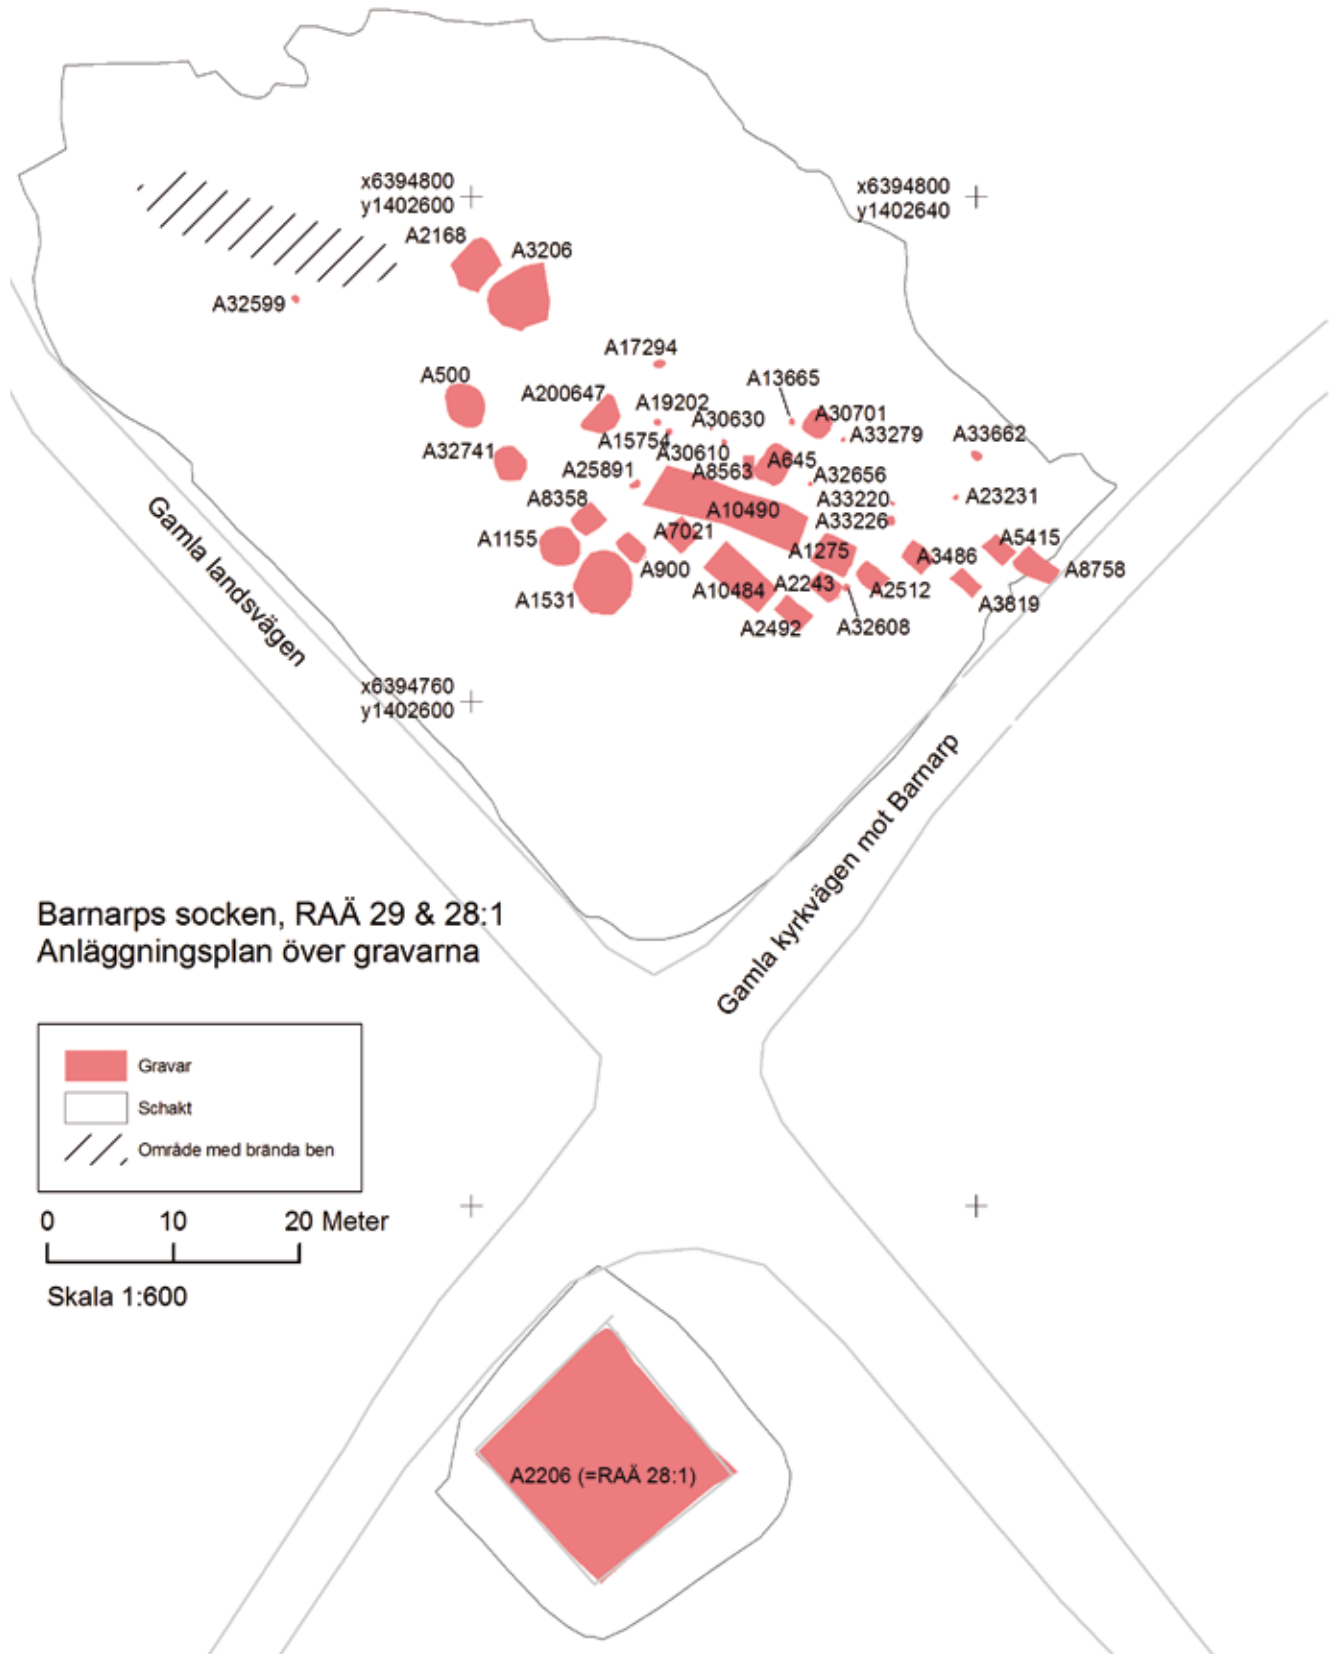 x6394800
y1402600
x6394800
y1402640
A2168
A3206
A32599
A17294
A500
A200647
A13665
A19202
A30630
A30701
A33279
A33662
A15754
A30610
A32741
A25891
A8563
A645
A32656
A8358
A33220
A23231
A10490
A33226
A1155
A7021
A1275
A5415
A3486
A900
A8758
A1531
A10484
A2243
A2512
A3819
A2492
A32608
Gamla landsvägen
x6394760
y1402600
Gamla kyrkvägen mot Barnarp
Barnarps socken, RAÄ 29 & 28:1
Anläggningsplan över gravarna
Gravar
Schakt
Område med brända ben
0 10 20 Meter
Skala 1:600
A2206 (=RAÄ 28:1)